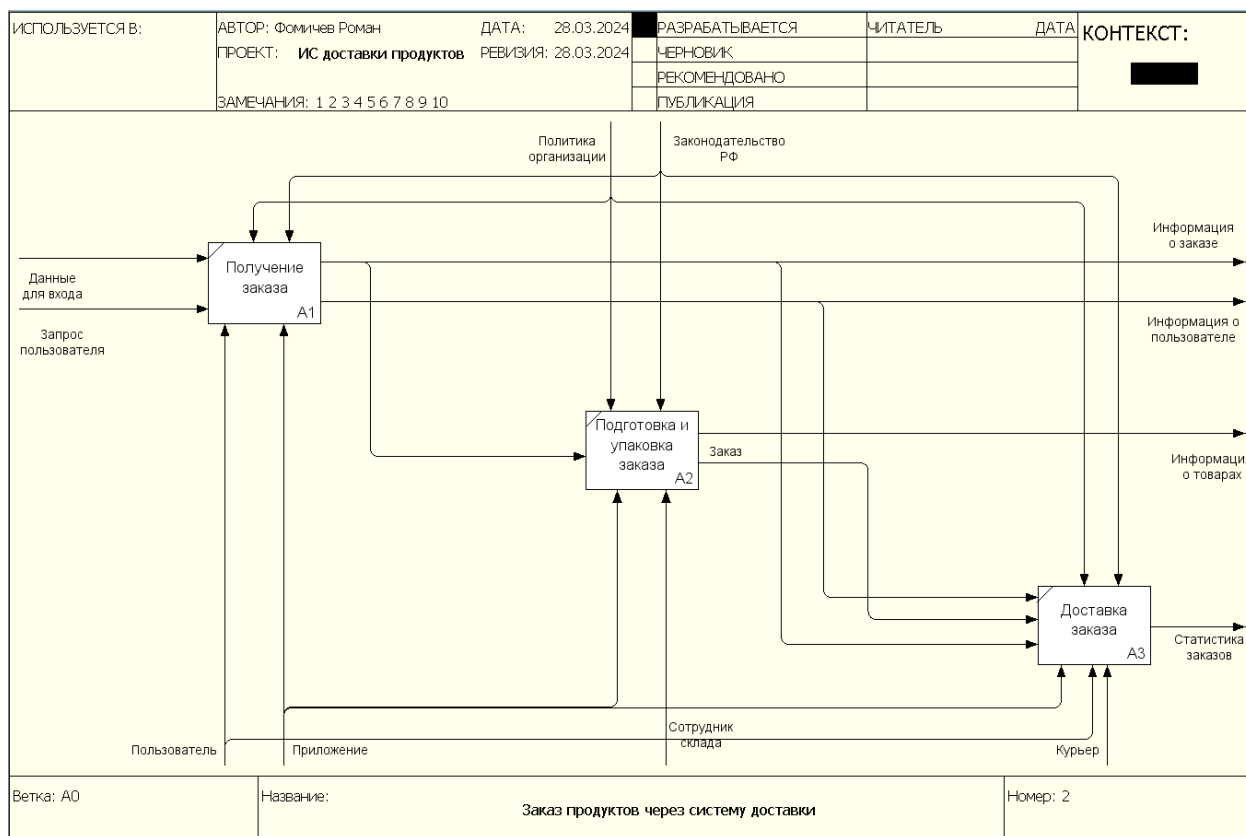 ИСПОЛЬЗУЕТСЯ В:
АВТОР: Фомичев Роман
ДАТА: 28.03.2024
РАЗРАБАТЫВАЕТСЯ
ЧИТАТЕЛЬ
ДАТА
КОНТЕКСТ:
ПРОЕКТ: ИС доставки продуктов
РЕВИЗИЯ: 28.03.2024
ЧЕРНОВИК
РЕКОМЕНДОВАНО
ЗАМЕЧАНИЯ: 1 2 3 4 5 6 7 8 9 10
ПУБЛИКАЦИЯ
Политика
организации
Законодательство
РФ
Информация
о заказе
Данные
для входа
Получение
заказа
A1
Запрос
пользователя
Информация о
пользователе
Подготовка и
упаковка
заказа
A2
Заказ
Информаци
о товарах
Доставка
заказа
A3
Статистика
заказов
Пользователь
Приложение
Сотрудник
склада
Курьер
Ветка: A0
Название:
Заказ продуктов через систему доставки
Номер: 2